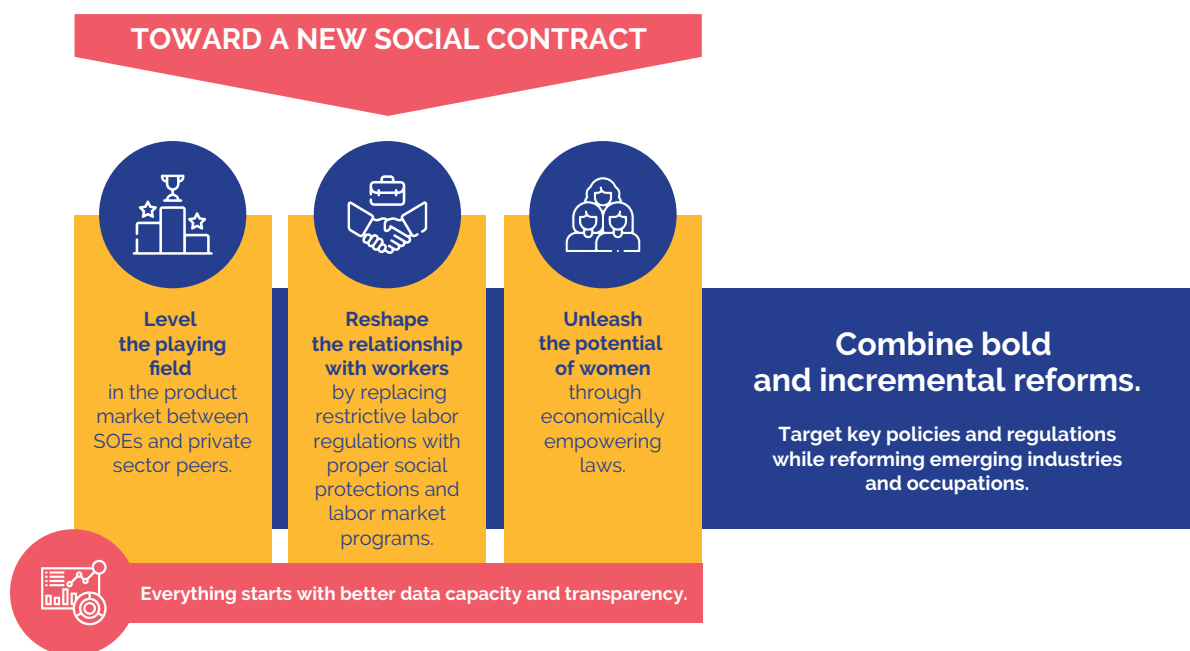 TOWARD A NEW SOCIAL CONTRACT
Level
the playing
field
in the product
market between
SOEs and private
sector peers.
Reshape
the relationship
with workers
by replacing
restrictive labor
regulations with
proper social
protections and
labor market
programs.
Unleash
the potential
of women
through
economically
empowering
laws.
Combine bold
and incremental reforms.
Target key policies and regulations
while reforming emerging industries
and occupations.
Everything starts with better data capacity and transparency.